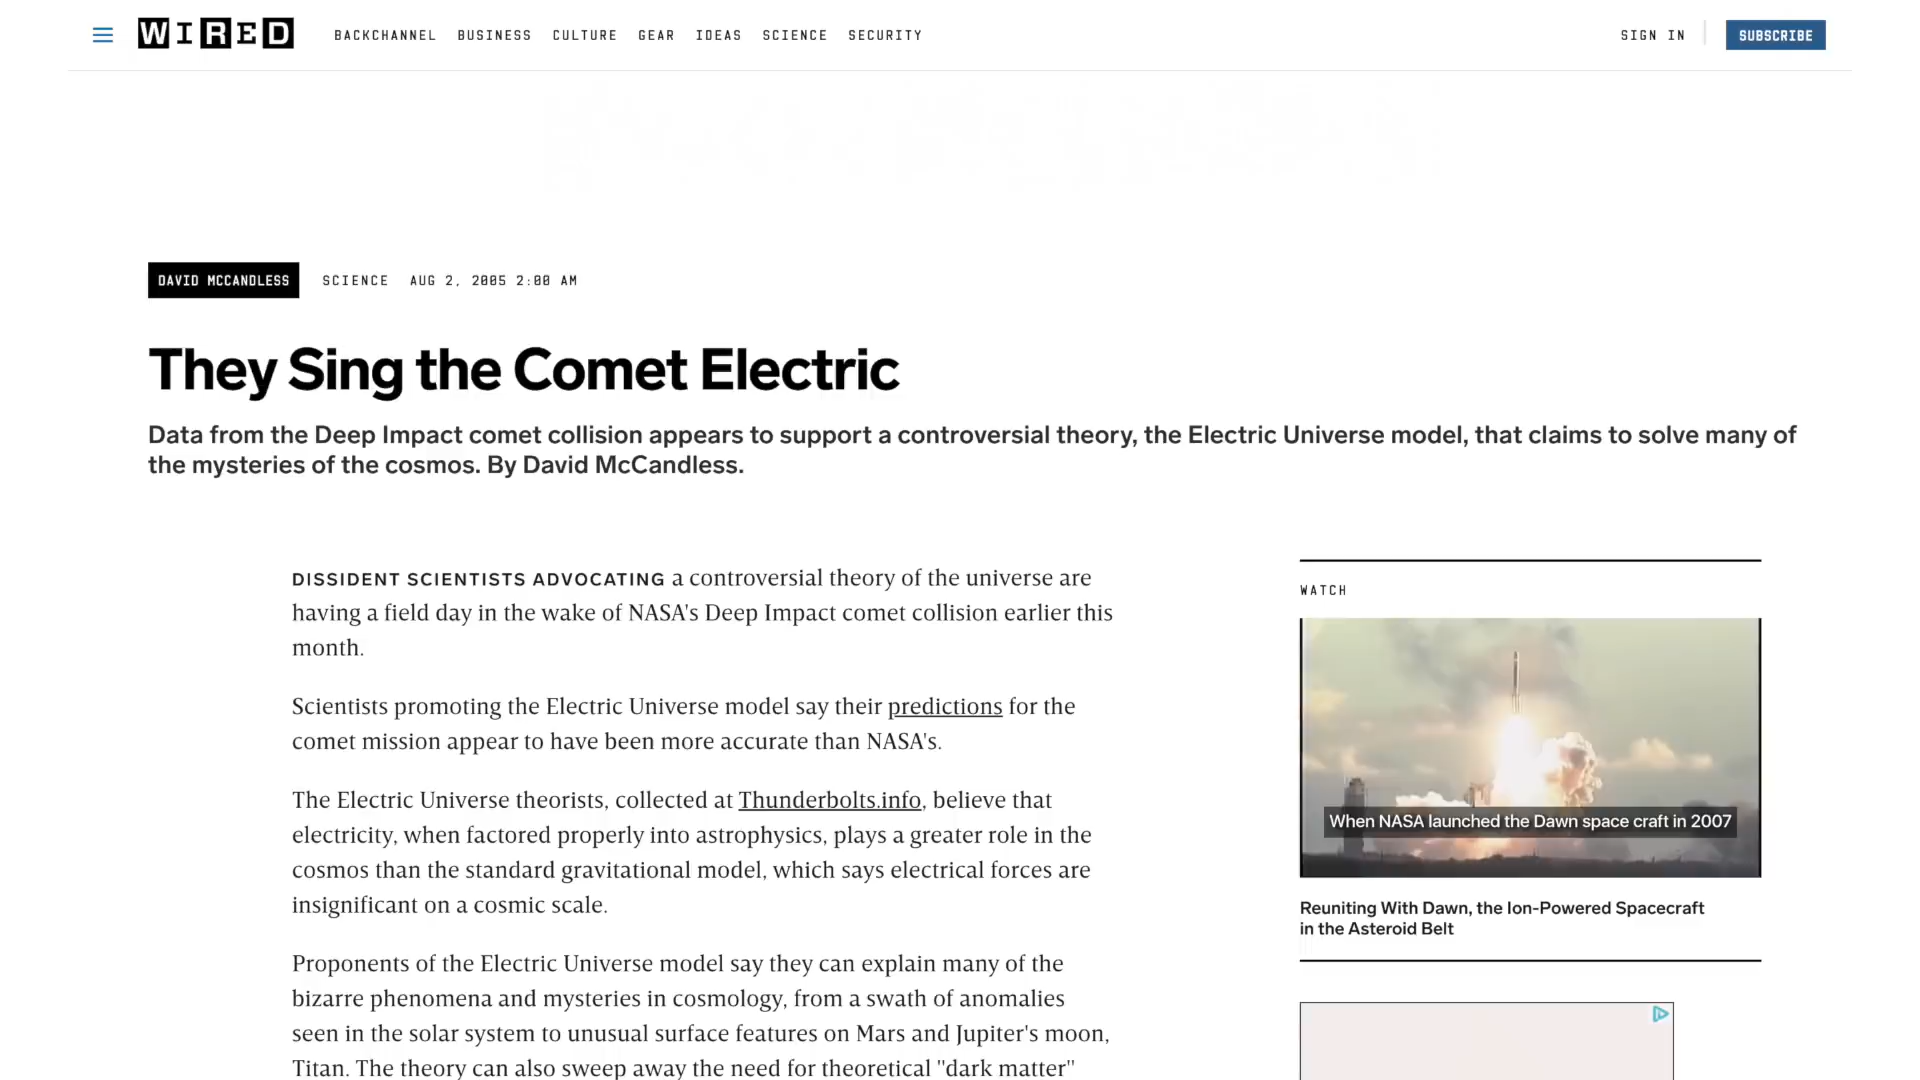 WIRED
BACKCHANNEL BUSINESS CULTURE GEAR IDEAS SCIENCE SECURITY
SIGN IN
SUBSCRIBE
DAVID MCCANDLESS SCIENCE AUG 2, 2005 2:00 AM
They Sing the Comet Electric
Data from the Deep Impact comet collision appears to support a controversial theory, the Electric Universe model, that claims to solve many of
the mysteries of the cosmos. By David McCandless.
DISSIDENT SCIENTISTS ADVOCATING a controversial theory of the universe are
having a field day in the wake of NASA's Deep Impact comet collision earlier this
month.
Scientists promoting the Electric Universe model say their predictions for the
comet mission appear to have been more accurate than NASA's.
The Electric Universe theorists, collected at Thunderbolts.info, believe that
electricity, when factored properly into astrophysics, plays a greater role in the
cosmos than the standard gravitational model, which says electrical forces are
insignificant on a cosmic scale.
Proponents of the Electric Universe model say they can explain many of the
bizarre phenomena and mysteries in cosmology, from a swath of anomalies
seen in the solar system to unusual surface features on Mars and Jupiter's moon,
Titan. The theory can also sweep away the need for theoretical "dark matter"
WATCH
When NASA launched the Dawn space craft in 2007
Reuniting With Dawn, the Ion-Powered Spacecraft
in the Asteroid Belt